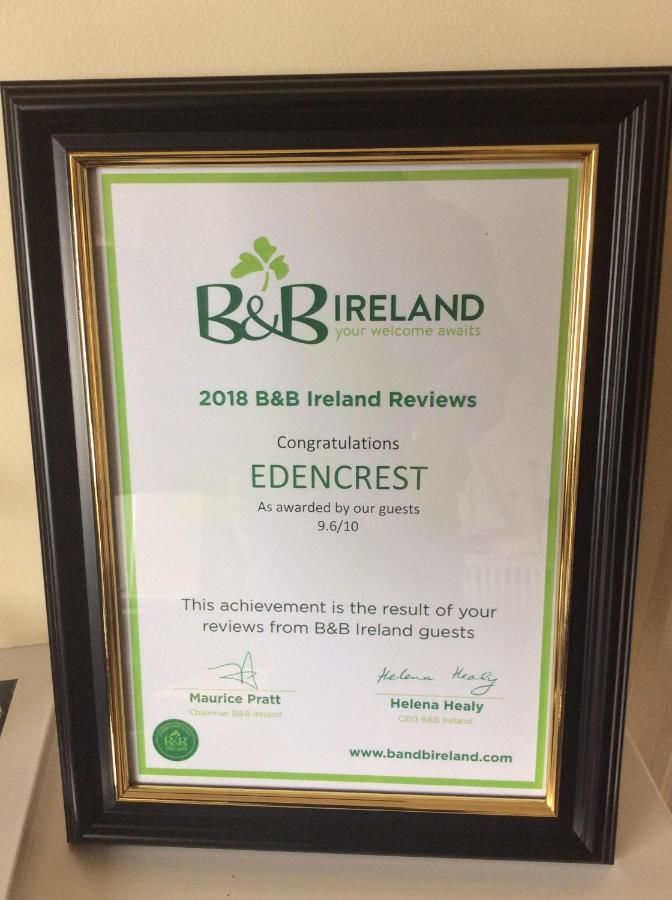 B&B IRELAND
your welcome awaits
2018 B&B Ireland Reviews
Congratulations
EDENCREST
As awarded by our guests
9.6/10
This achievement is the result of your
reviews from B&B Ireland guests
Helena Healy
Maurice Pratt
Chairman B&B Ireland
Helena Healy
CEO B&B Ireland
B&B
IRELAND
www.bandbireland.com